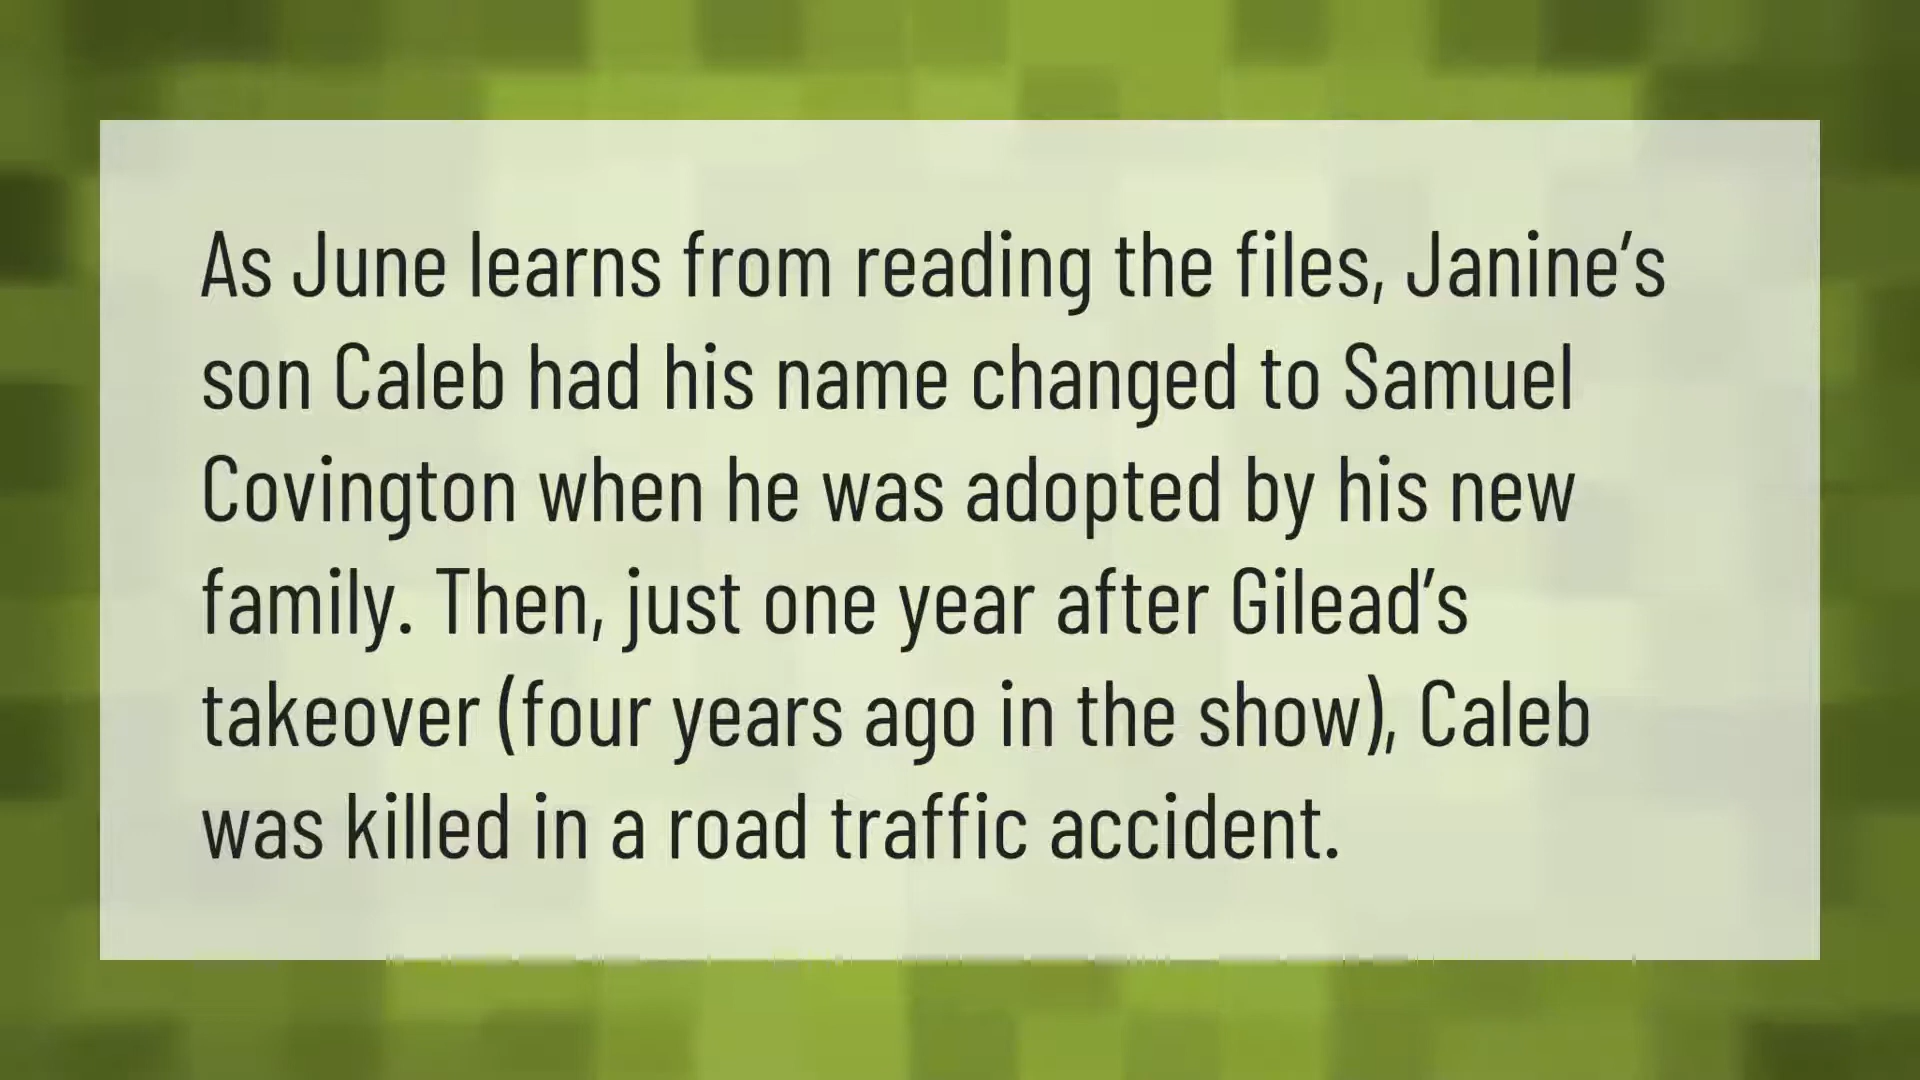 As June learns from reading the files, Janine’s
son Caleb had his name changed to Samuel
Covington when he was adopted by his new
family. Then, just one year after Gilead’s
takeover (four years ago in the show), Caleb
was killed in a road traffic accident.